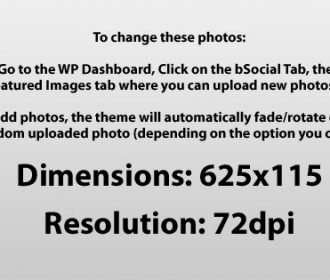 To change these photos:
Go to the WP Dashboard, Click on the bSocial Tab, the
atured Images tab where you can upload new photos
dd photos, the theme will automatically fade/rotate
dom uploaded photo (depending on the option you c
Dimensions: 625x115
Resolution: 72dpi